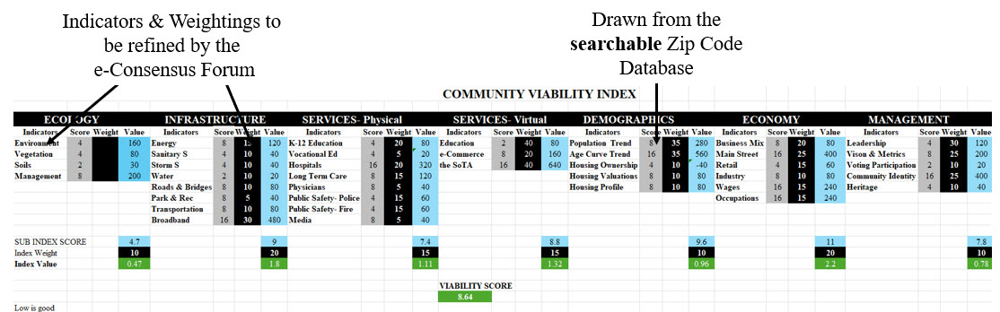 Indicators & Weightings to
be refined by the
e-Consensus Forum
Drawn from the
searchable Zip Code
Database
COMMUNITY VIABILITY INDEX
ECOLOGY INFRASTRUCTURE SERVICES- Physical SERVICES- Virtual DEMOGRAPHICS ECONOMY MANAGEMENT
Indicators Score Weight Value Indicators Score Weight Value Indicators Score Weight Value Indicators Score Weight Value Indicators Score Weight Value Indicators Score Weight Value Indicators Score Weight Value
Environment 4 160 Energy 8 15 120 K-12 Education 4 20 80 Education 2 40 80 Population Trend 8 35 280 Business Mix 8 20 80 Leadership 4 30 120
Vegetation 4 80 Sanitary S 4 10 40 Vocational Ed 4 5 20 e-Commerce 8 20 160 Age Curve Trend 16 35 560 Main Street 16 25 400 Vison & Metrics 8 25 200
Soils 2 30 Storm S 4 10 40 Hospitals 16 20 320 the SoTA 16 40 640 Housing Ownership 4 10 -40 Retail 4 15 60 Voting Participation 2 10 20
Management 8 200 Water 2 10 20 Long Term Care 8 15 120 Housing Valuations 8 10 80 Industry 8 10 80 Community Identity 16 25 400
Roads & Bridges 8 10 80 Physicians 8 5 40 Housing Profile 8 10 80 Wages 16 15 240 Heritage 4 10 40
Park & Rec 8 5 40 Public Safety- Police 4 15 60 Occupations 16 15 240
Transportation 8 10 80 Public Safety- Fire 4 15 60
Broadband 16 30 480 Media 8 5 40
SUB INDEX SCORE 4.7 9 7.4 8.8 9.6 11 7.8
Index Weight 10 20 15 15 10 20 10
Index Value 0.47 1.8 1.11 1.32 0.96 2.2 0.78
VIABILITY SCORE
8.64
Low is good